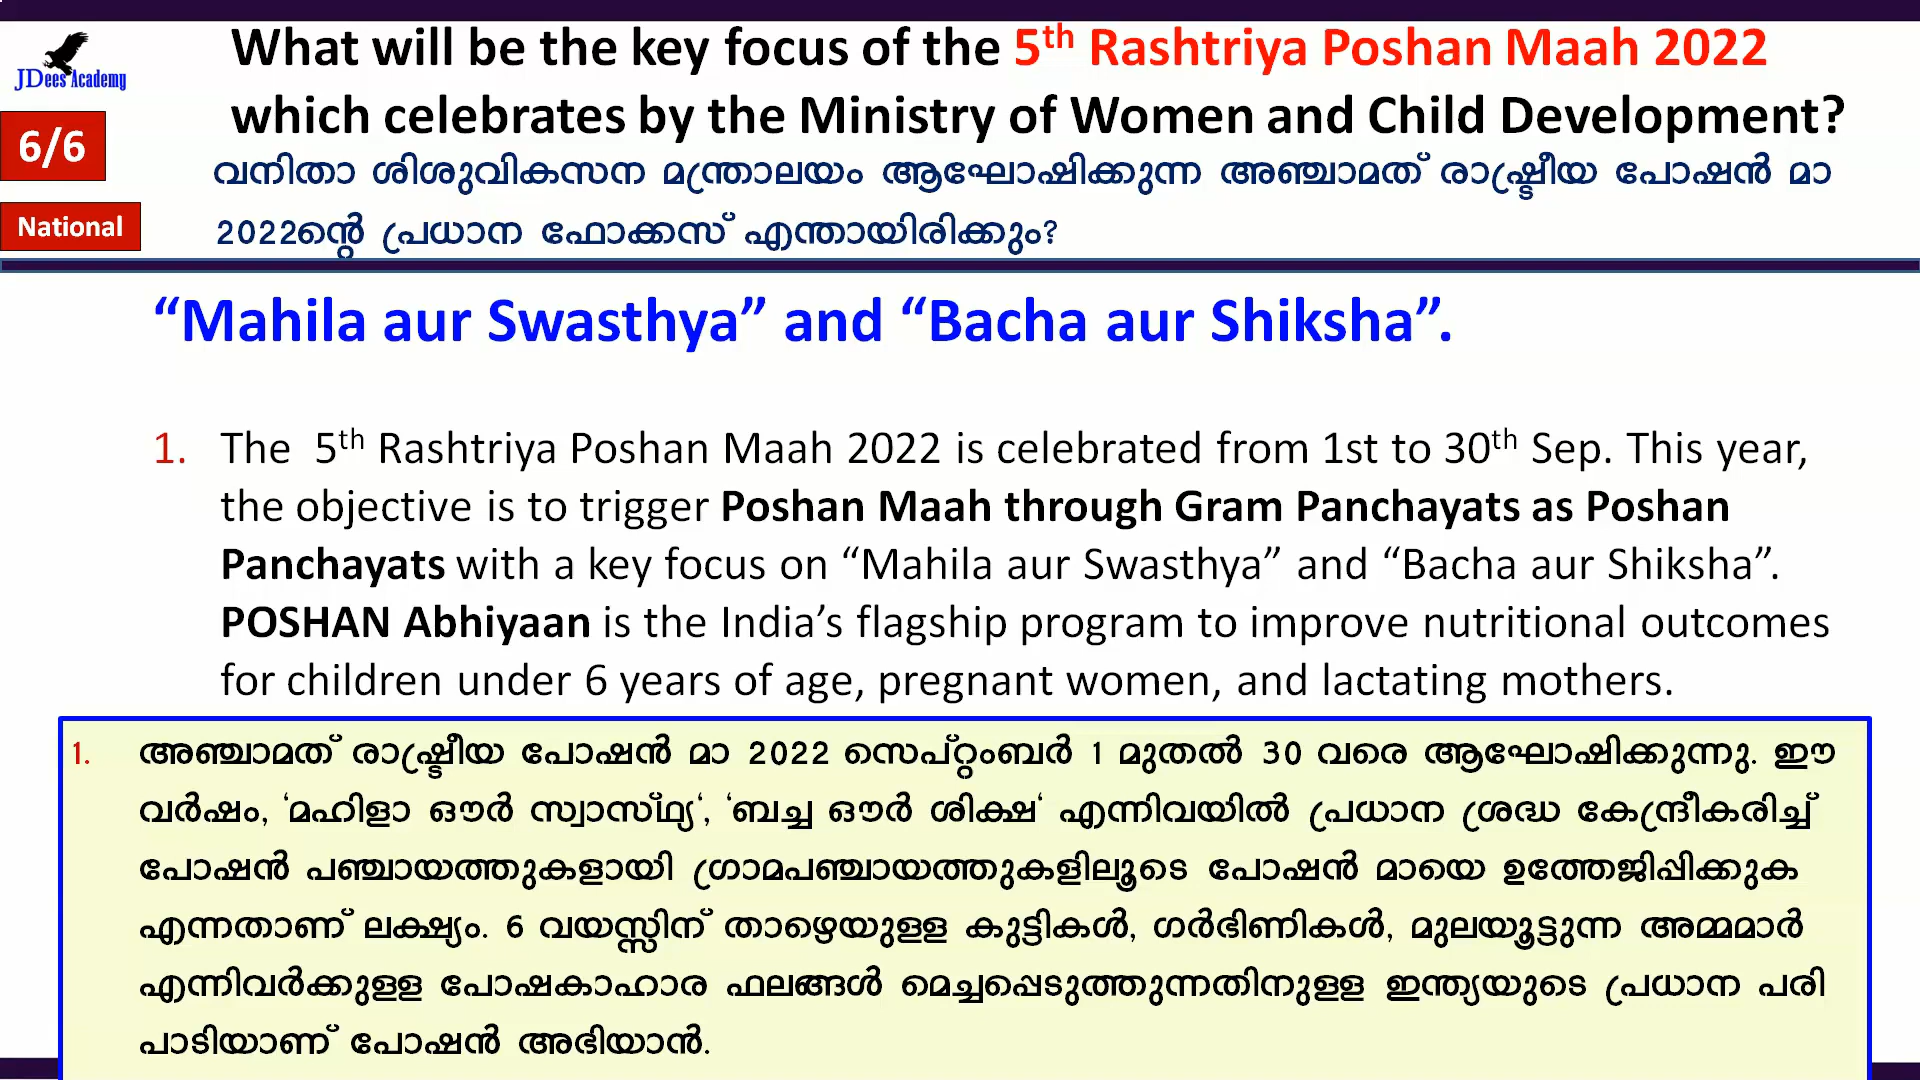 What will be the key focus of the 5th Rashtriya Poshan Maah 2022
which celebrates by the Ministry of Women and Child Development?
JDees Academy
6/6
National
വനിതാ ശിശുവികസന മന്ത്രാലയം ആഘോഷിക്കുന്ന അഞ്ചാമത് രാഷ്ട്രീയ പോഷൻ മാ
2022ന്റെ പ്രധാന ഫോക്കസ് എന്തായിരിക്കും?
“Mahila aur Swasthya” and “Bacha aur Shiksha”.
1. The 5th Rashtriya Poshan Maah 2022 is celebrated from 1st to 30th Sep. This year,
the objective is to trigger Poshan Maah through Gram Panchayats as Poshan
Panchayats with a key focus on “Mahila aur Swasthya” and “Bacha aur Shiksha”.
POSHAN Abhiyaan is the India’s flagship program to improve nutritional outcomes
for children under 6 years of age, pregnant women, and lactating mothers.
1. അഞ്ചാമത് രാഷ്ട്രീയ പോഷൻ മാ 2022 സെപ്റ്റംബർ 1 മുതൽ 30 വരെ ആഘോഷിക്കുന്നു. ഈ
വർഷം, ‘മഹിളാ ഔർ സ്വാസ്ഥ്യ‘, ‘ബച്ച ഔർ ശിക്ഷ‘ എന്നിവയിൽ പ്രധാന ശ്രദ്ധ കേന്ദ്രീകരിച്ച്
പോഷൻ പഞ്ചായത്തുകളായി ഗ്രാമപഞ്ചായത്തുകളിലൂടെ പോഷൻ മായെ ഉത്തേജിപ്പിക്കുക
എന്നതാണ് ലക്ഷ്യം. 6 വയസ്സിന് താഴെയുള്ള കുട്ടികൾ, ഗർഭിണികൾ, മുലയൂട്ടുന്ന അമ്മമാർ
എന്നിവർക്കുള്ള പോഷകാഹാര ഫലങ്ങൾ മെച്ചപ്പെടുത്തുന്നതിനുള്ള ഇന്ത്യയുടെ പ്രധാന പരി
പാടിയാണ് പോഷൻ അഭിയാൻ.